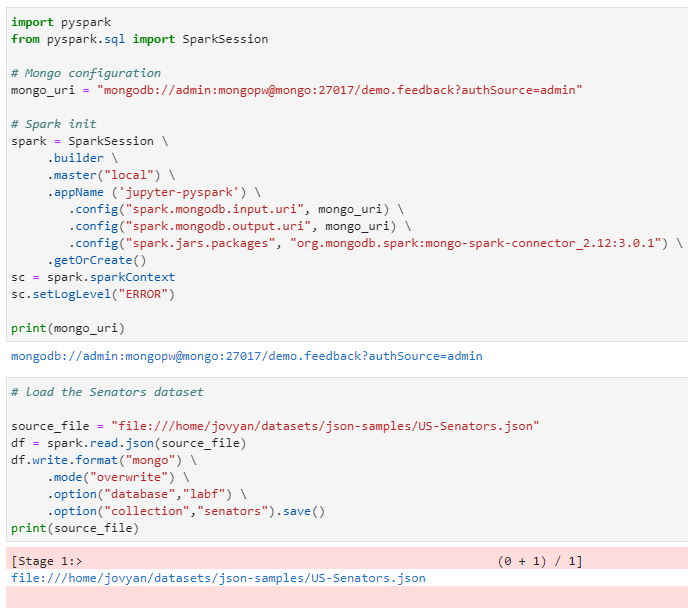 import pyspark
from pyspark.sql import SparkSession
# Mongo configuration
mongo_uri = "mongodb://admin:mongopw@mongo:27017/demo.feedback?authSource=admin"
# Spark init
spark = SparkSession \
     .builder \
     .master("local") \
     .appName ('jupyter-pyspark') \
        .config("spark.mongodb.input.uri", mongo_uri) \
        .config("spark.mongodb.output.uri", mongo_uri) \
        .config("spark.jars.packages", "org.mongodb.spark:mongo-spark-connector_2.12:3.0.1") \
     .getOrCreate()
sc = spark.sparkContext
sc.setLogLevel("ERROR")
print(mongo_uri)
mongodb://admin:mongopw@mongo:27017/demo.feedback?authSource=admin
# load the Senators dataset
source_file = "file:///home/jovyan/datasets/json-samples/US-Senators.json"
df = spark.read.json(source_file)
df.write.format("mongo") \
     .mode("overwrite") \
     .option("database","labf") \
     .option("collection","senators").save()
print(source_file)
[Stage 1:>                                                          (0 + 1) / 1]
file:///home/jovyan/datasets/json-samples/US-Senators.json